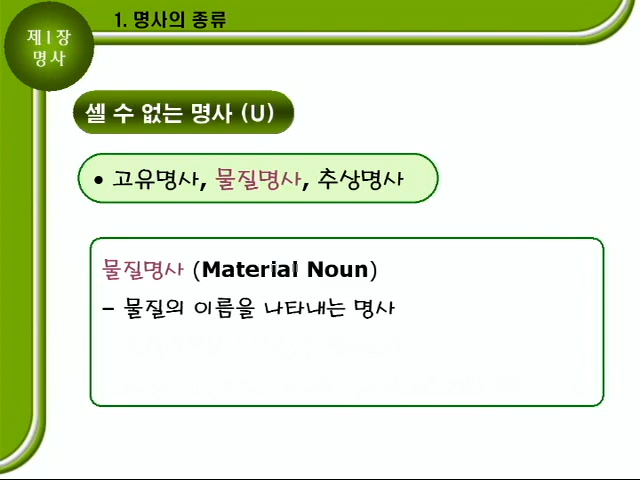 1. 명사의 종류
제1장
명사
셀 수 없는 명사 (U)
• 고유명사, 물질명사, 추상명사
물질명사 (Material Noun)
– 물질의 이름을 나타내는 명사